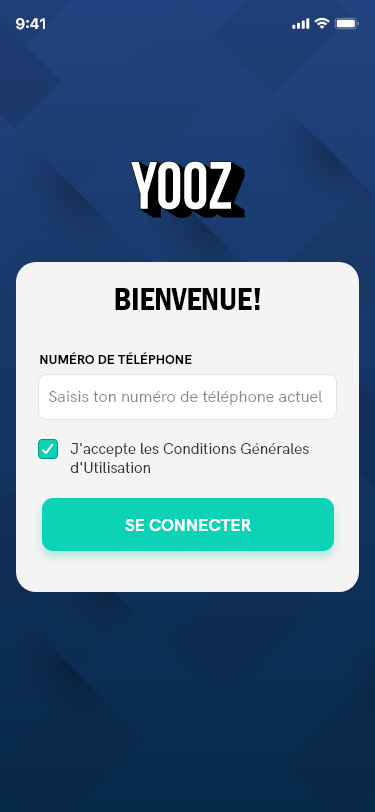 9:41
YOOZ
BIENVENUE!
NUMÉRO DE TÉLÉPHONE
Saisis ton numéro de téléphone actuel
J'accepte les Conditions Générales
d'Utilisation
SE CONNECTER